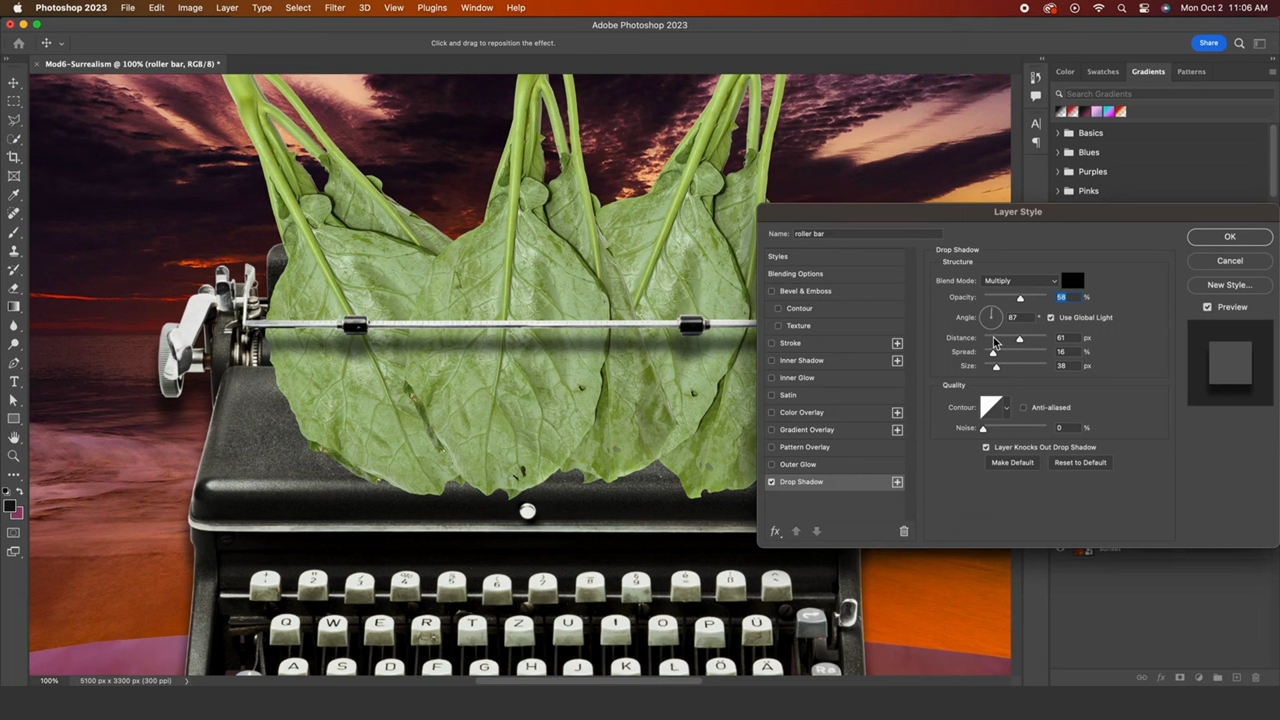 Photoshop 2023 File Edit Image Layer Type Select Filter 3D View Plugins Window Help Mon Oct 2 11:06 AM
Adobe Photoshop 2023
Click and drag to reposition the effect. Share
Mod6-Surrealism @ 100% (roller bar, RGB/8) *
Color Swatches Gradients Patterns
Search Gradients
Basics
Blues
Purples
Pinks
Layer Style
Name: roller bar
Styles
Blending Options
Bevel & Emboss
Contour
Texture
Stroke
Inner Shadow
Inner Glow
Satin
Color Overlay
Gradient Overlay
Pattern Overlay
Outer Glow
Drop Shadow
fx
Drop Shadow
Structure
Blend Mode: Multiply
Opacity: 58 %
Angle: 87 ° Use Global Light
Distance: 61 px
Spread: 16 %
Size: 38 px
Quality
Contour: Anti-aliased
Noise: 0 %
Layer Knocks Out Drop Shadow
Make Default Reset to Default
OK
Cancel
New Style...
Preview
Q W E R T Z U I O P Ü
A S D F G H J K L Ö Ä
100% 5100 px x 3300 px (300 ppi)